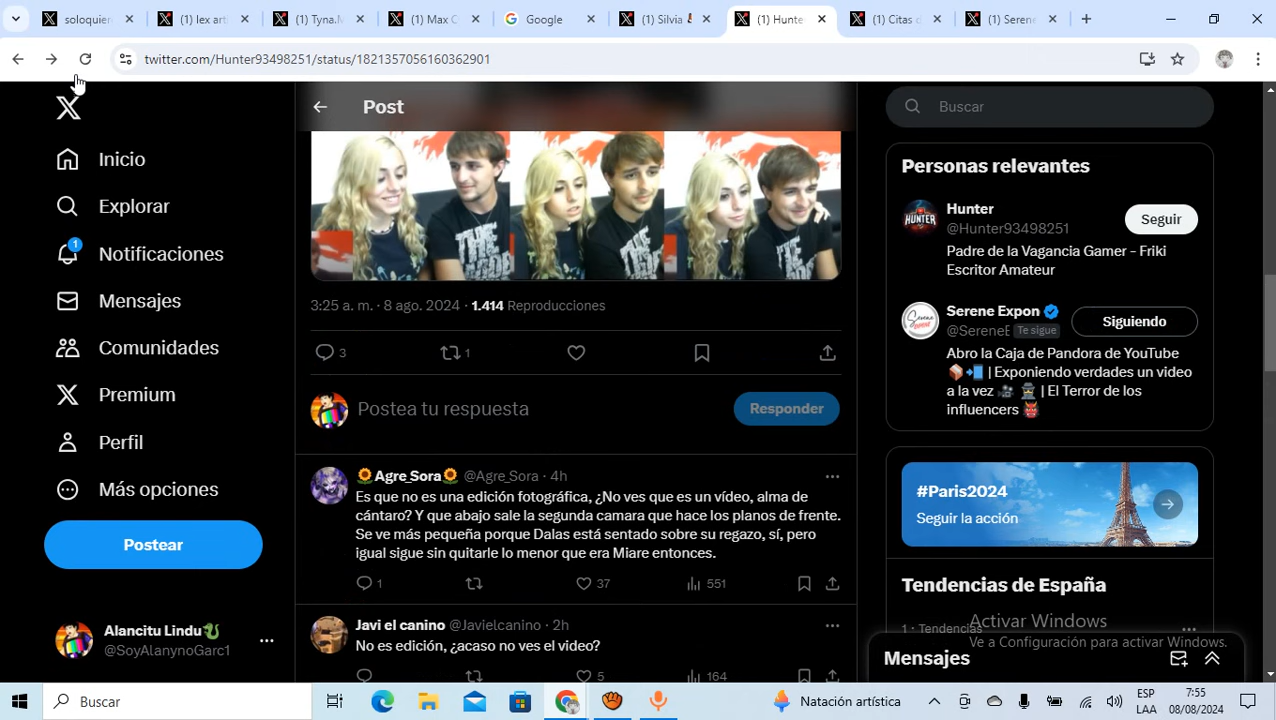 soloquier
(1) lex arti
(1) Tyna.M
(1) Max C
Google
(1) Silvia
(1) Hunte
(1) Citas d
(1) Serene
twitter.com/Hunter93498251/status/1821357056160362901
Inicio
Explorar
1
Notificaciones
Mensajes
Comunidades
Premium
Perfil
Más opciones
Postear
Alancitu Lindu
@SoyAlanynoGarc1
Post
3:25 a. m. · 8 ago. 2024 · 1.414 Reproducciones
3 1
Postea tu respuesta
Responder
Agre_Sora @Agre_Sora · 4h
Es que no es una edición fotográfica, ¿No ves que es un vídeo, alma de
cántaro? Y que abajo sale la segunda camara que hace los planos de frente.
Se ve más pequeña porque Dalas está sentado sobre su regazo, sí, pero
igual sigue sin quitarle lo menor que era Miare entonces.
1 37 551
Javi el canino @Javielcanino · 2h
No es edición, ¿acaso no ves el video?
5 164
Buscar
Personas relevantes
HUNTER
Hunter
@Hunter93498251
Seguir
Padre de la Vagancia Gamer - Friki
Escritor Amateur
Serene Expon
@SereneE Te sigue
Siguiendo
Abro la Caja de Pandora de YouTube
| Exponiendo verdades un video
a la vez | El Terror de los
influencers
#Paris2024
Seguir la acción
Tendencias de España
1 · Tendencias
Activar Windows
Ve a Configuración para activar Windows.
Mensajes
Buscar
Natación artística
ESP
LAA
7:55
08/08/2024